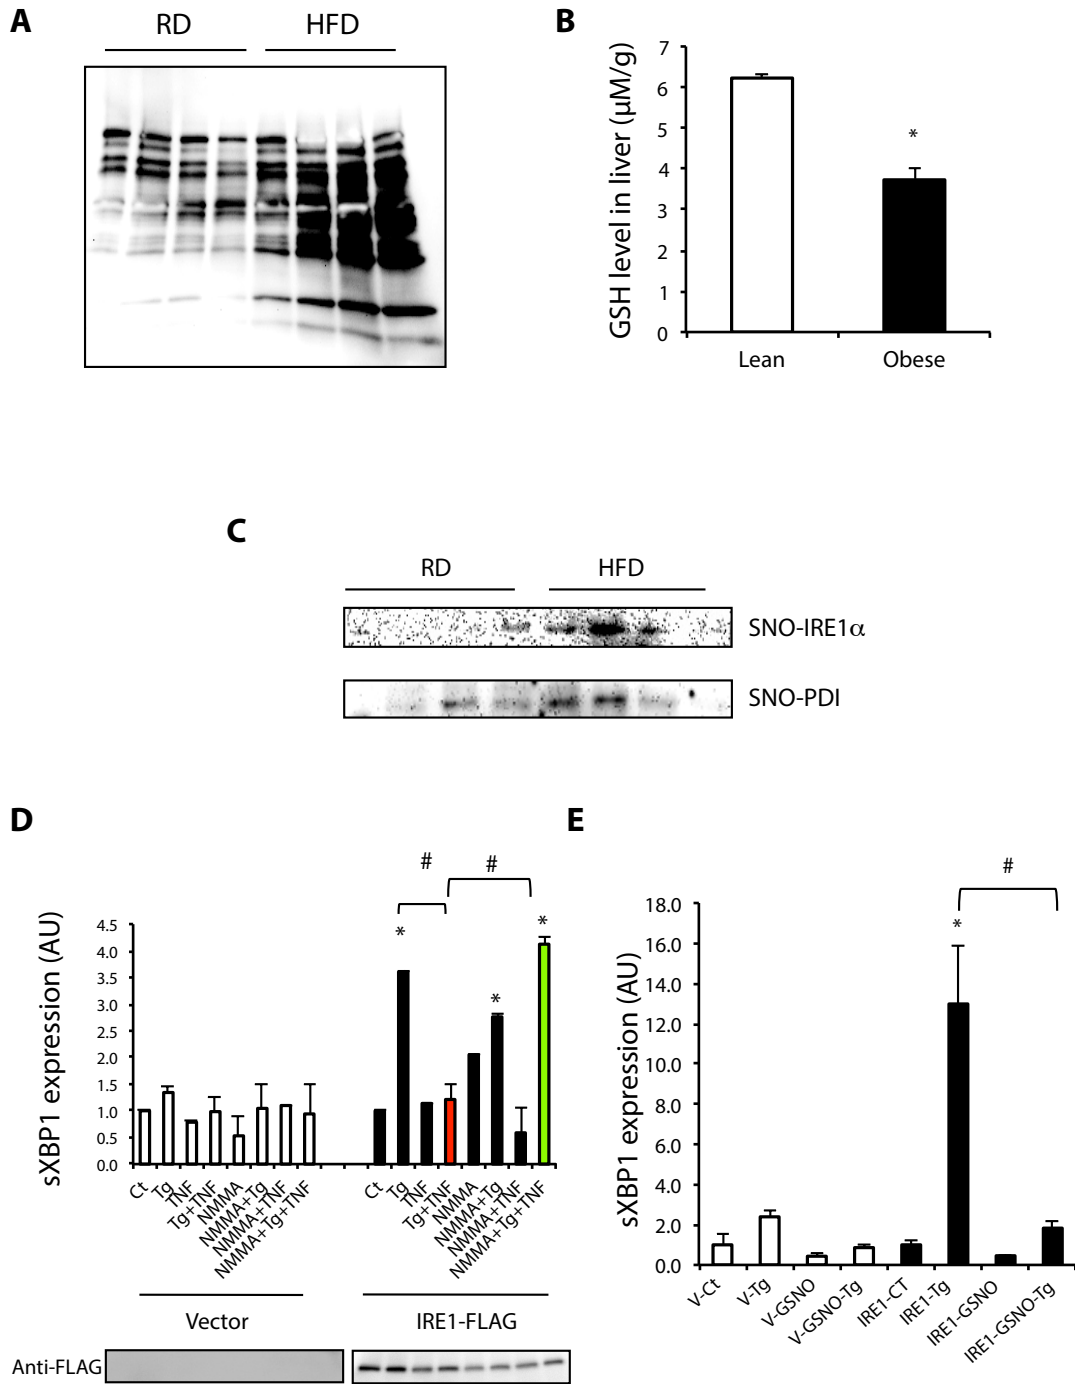 A
RD HFD
B
GSH level in liver (μM/g)
7
6
5
4
3
2
1
0
*
Lean Obese
C
RD HFD
SNO-IRE1α
SNO-PDI
D
sXBP1 expression (AU)
4.5
4.0
3.5
3.0
2.5
2.0
1.5
1.0
0.5
0.0
# #
* * *
Ct Tg TNF Tg+TNF NMMA NMMA+Tg NMMA+TNF NMMA+Tg+TNF
Ct Tg TNF Tg+TNF NMMA NMMA+Tg NMMA+TNF NMMA+Tg+TNF
Vector IRE1-FLAG
Anti-FLAG
E
sXBP1 expression (AU)
18.0
16.0
14.0
12.0
10.0
8.0
6.0
4.0
2.0
0.0
#
*
V-Ct V-Tg V-GSNO V-GSNO-Tg IRE1-CT IRE1-Tg IRE1-GSNO IRE1-GSNO-Tg